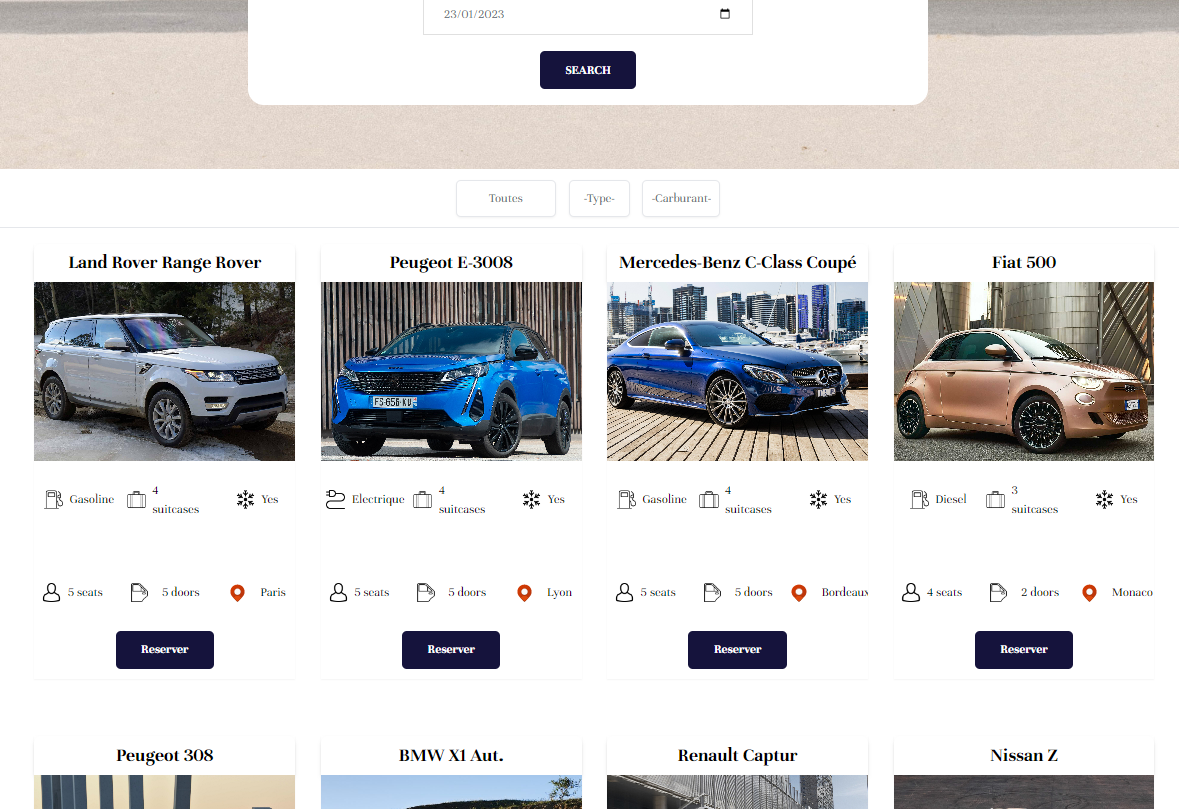 23/01/2023
SEARCH
Toutes
-Type-
-Carburant-
Land Rover Range Rover
Peugeot E-3008
Mercedes-Benz C-Class Coupé
Fiat 500
FS-656-KU
Gasoline
4 suitcases
Yes
Electrique
4 suitcases
Yes
Gasoline
4 suitcases
Yes
Diesel
3 suitcases
Yes
5 seats
5 doors
Paris
5 seats
5 doors
Lyon
5 seats
5 doors
Bordeaux
4 seats
2 doors
Monaco
Reserver
Reserver
Reserver
Reserver
Peugeot 308
BMW X1 Aut.
Renault Captur
Nissan Z